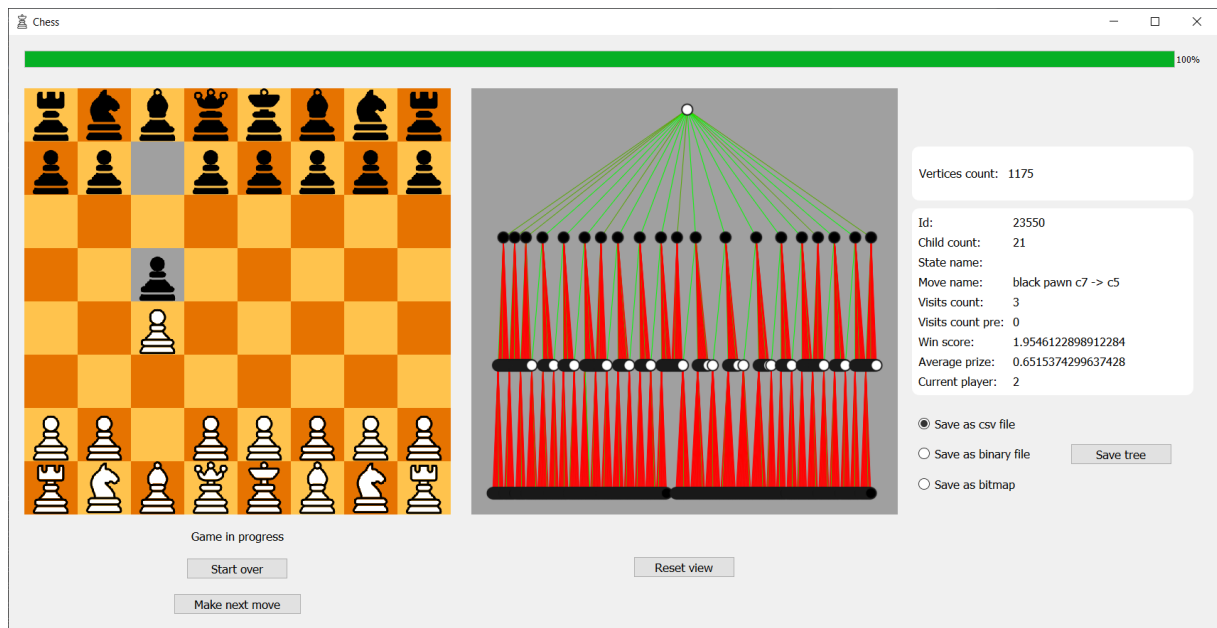 Chess
100%
Vertices count: 1175
Id: 23550
Child count: 21
State name:
Move name: black pawn c7 -> c5
Visits count: 3
Visits count pre: 0
Win score: 1.9546122898912284
Average prize: 0.6515374299637428
Current player: 2
Save as csv file
Save as binary file
Save tree
Save as bitmap
Game in progress
Start over
Reset view
Make next move